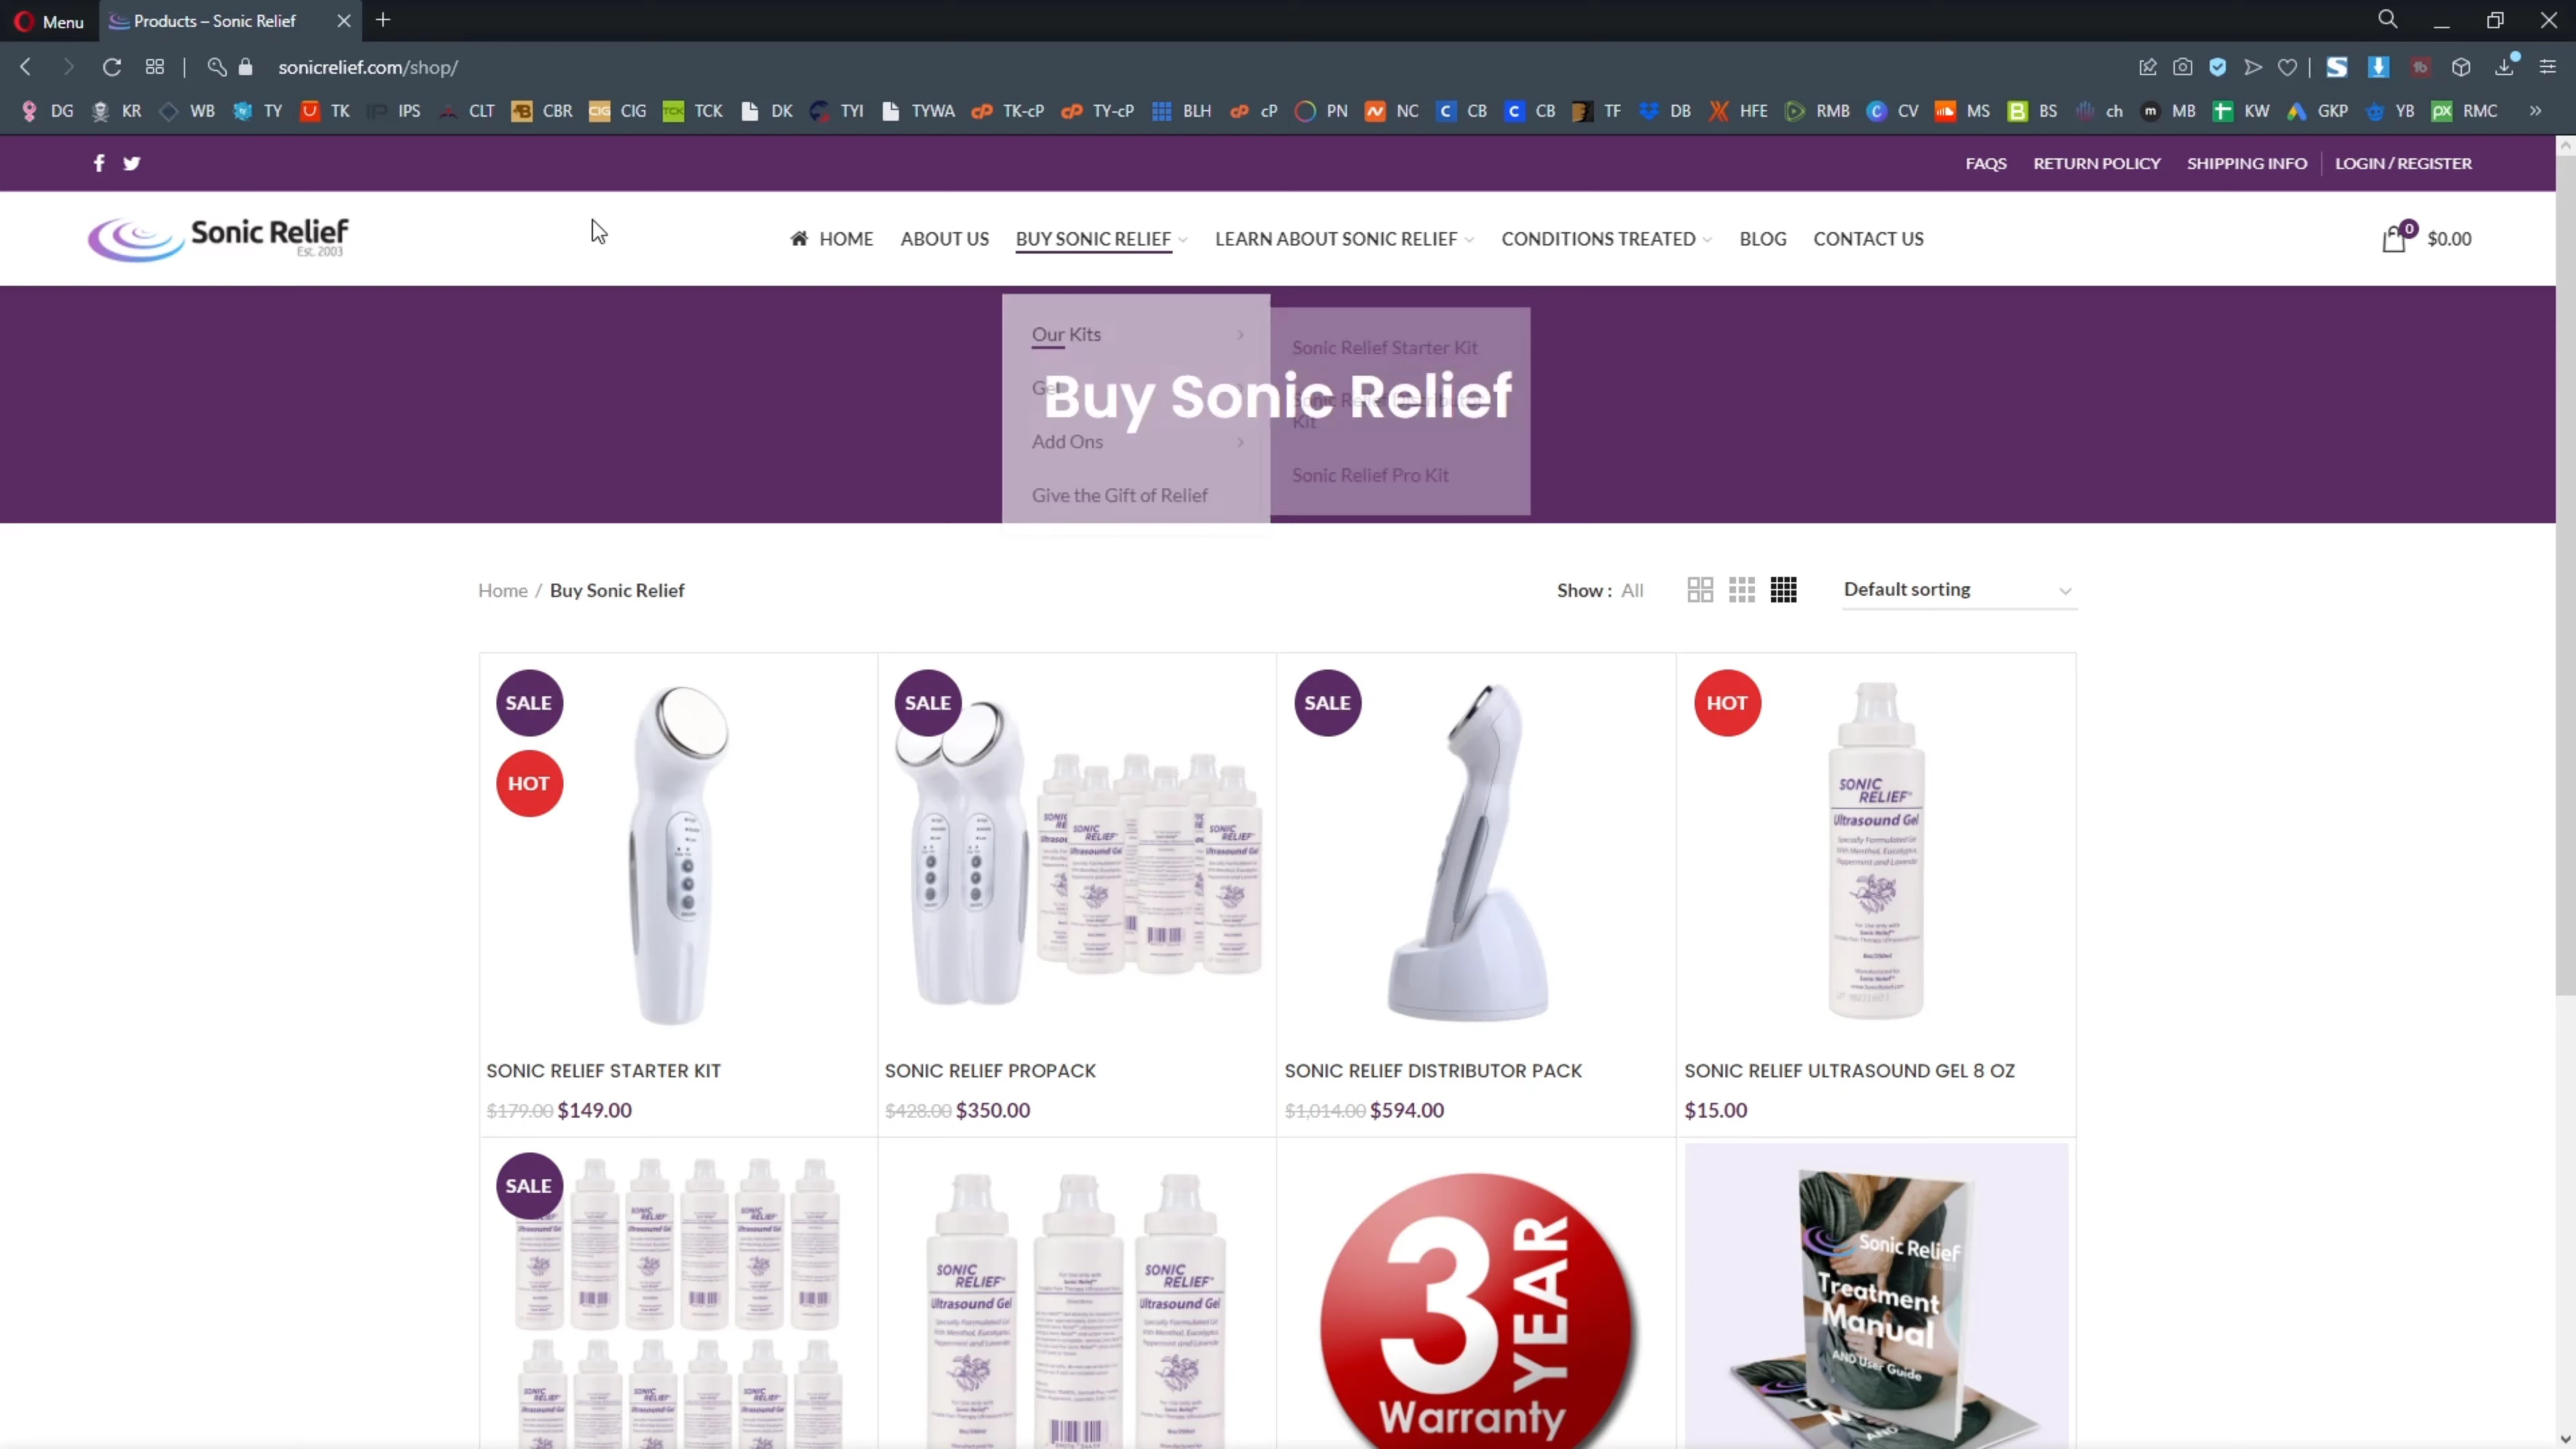 Menu
Products – Sonic Relief
sonicrelief.com/shop/
DG KR WB TY TK IPS CLT CBR CIG TCK DK TYI TYWA TK-cP TY-cP BLH cP PN NC CB CB TF DB HFE RMB CV MS BS ch MB KW GKP YB RMC
FAQS RETURN POLICY SHIPPING INFO LOGIN / REGISTER
Sonic Relief
Est. 2003
HOME ABOUT US BUY SONIC RELIEF LEARN ABOUT SONIC RELIEF CONDITIONS TREATED BLOG CONTACT US
0 $0.00
Our Kits
Gel
Add Ons
Give the Gift of Relief
Sonic Relief Starter Kit
Kit
Sonic Relief Pro Kit
Buy Sonic Relief
Home / Buy Sonic Relief
Show : All
Default sorting
SALE
HOT
SONIC RELIEF STARTER KIT
$179.00 $149.00
SALE
SONIC RELIEF PROPACK
$428.00 $350.00
SALE
SONIC RELIEF DISTRIBUTOR PACK
$1,014.00 $594.00
HOT
SONIC
RELIEF
Ultrasound Gel
SONIC RELIEF ULTRASOUND GEL 8 OZ
$15.00
SALE
SONIC
RELIEF
Ultrasound Gel
SONIC
RELIEF
Ultrasound Gel
3 YEAR
Warranty
Sonic Relief
Treatment
Manual
AND User Guide